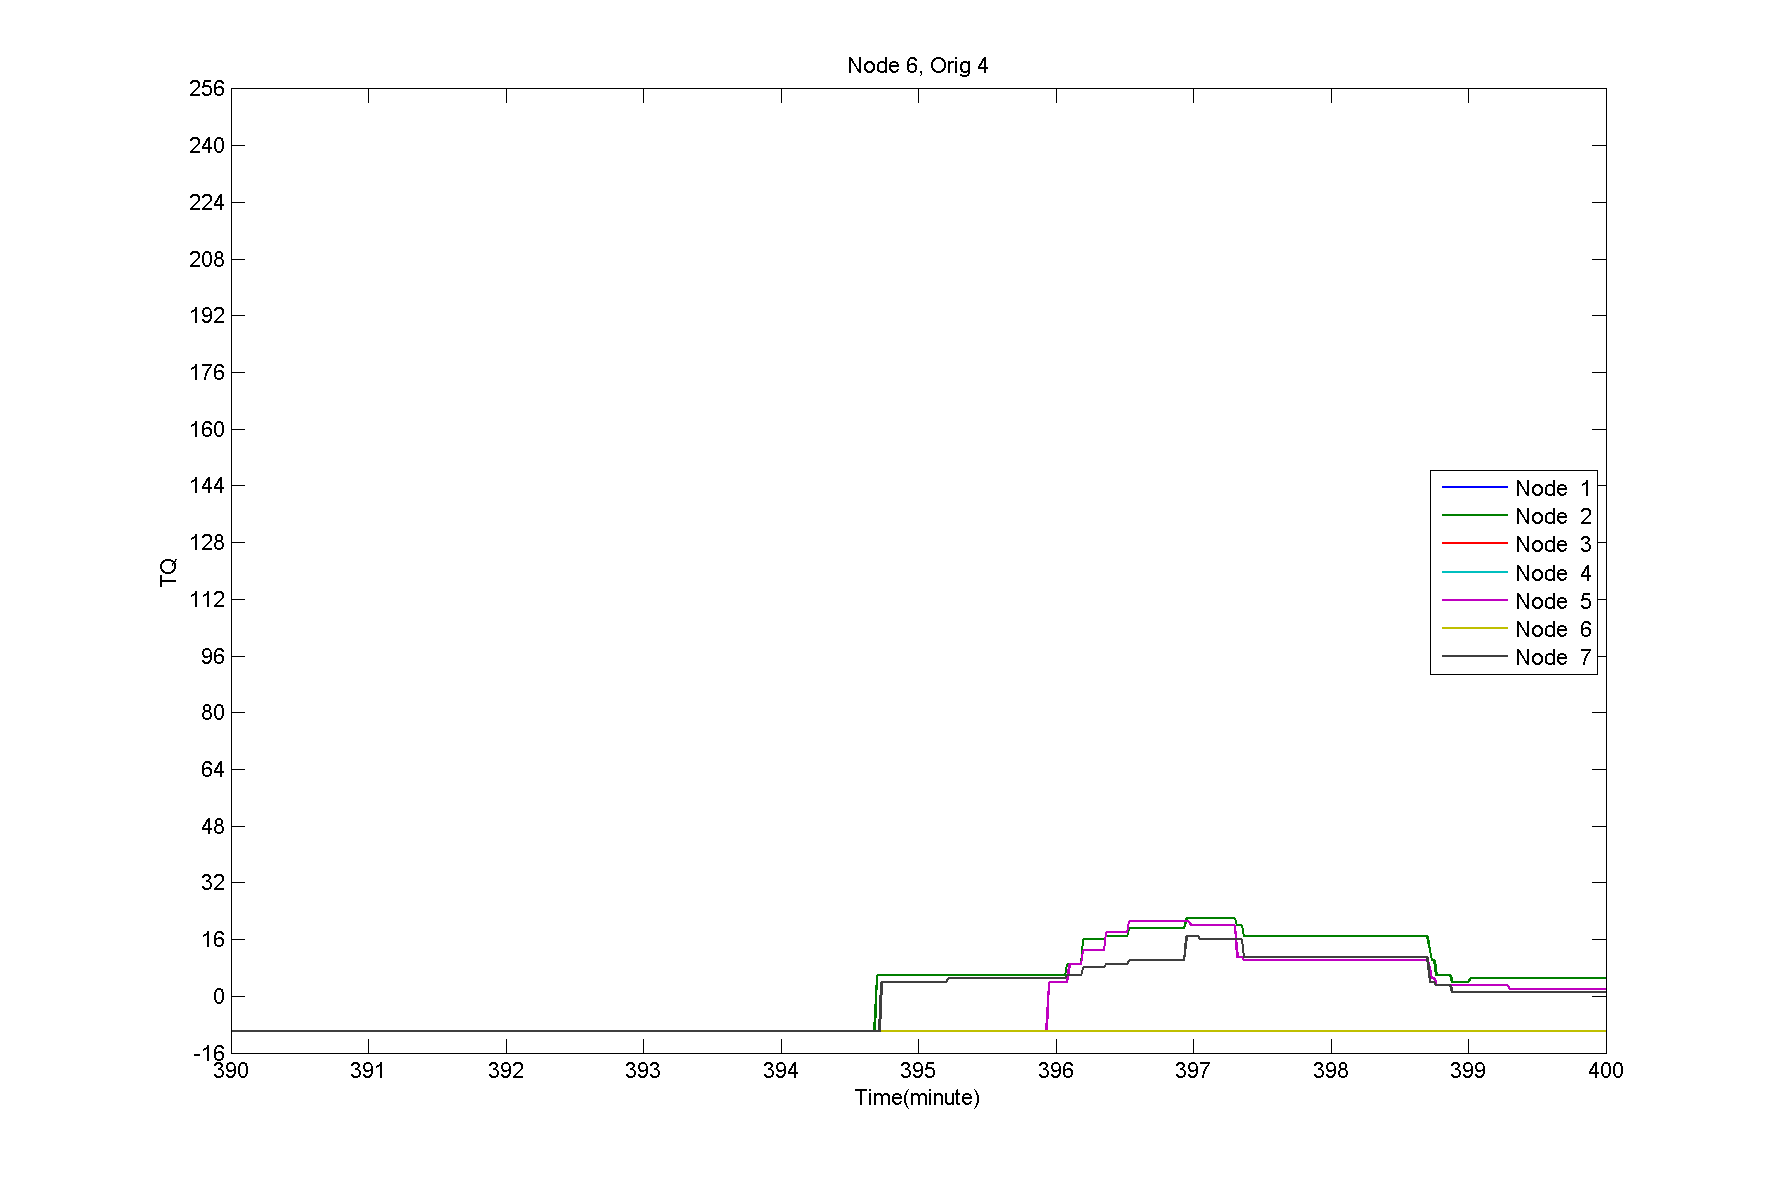 Node 6, Orig 4
256
240
224
208
192
176
160
144
128
112
96
80
64
48
32
16
0
-16
TQ
Node 1
Node 2
Node 3
Node 4
Node 5
Node 6
Node 7
390 391 392 393 394 395 396 397 398 399 400
Time(minute)